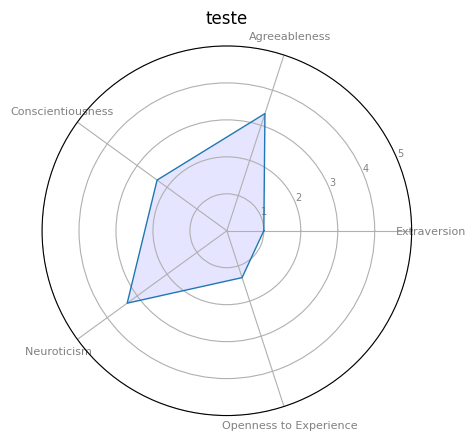 teste
Agreeableness
Conscientiousness
5
4
3
2
1
Extraversion
Neuroticism
Openness to Experience